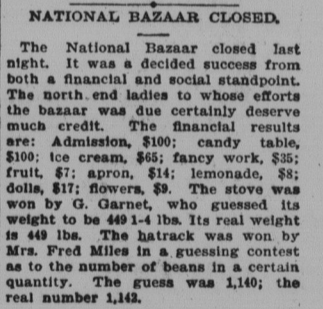 NATIONAL BAZAAR CLOSED.
The National Bazaar closed last
night. It was a decided success from
both a financial and social standpoint.
The north end ladies to whose efforts
the bazaar was due certainly deserve
much credit. The financial results
are: Admission, $100; candy table,
$100; ice cream, $65; fancy work, $35;
fruit, $7; apron, $14; lemonade, $8;
dolls, $17; flowers, $9. The stove was
won by G. Garnet, who guessed its
weight to be 449 1-4 lbs. Its real weight
is 449 lbs. The hatrack was won by
Mrs. Fred Miles in a guessing contest
as to the number of beans in a certain
quantity. The guess was 1,140; the
real number 1,142.